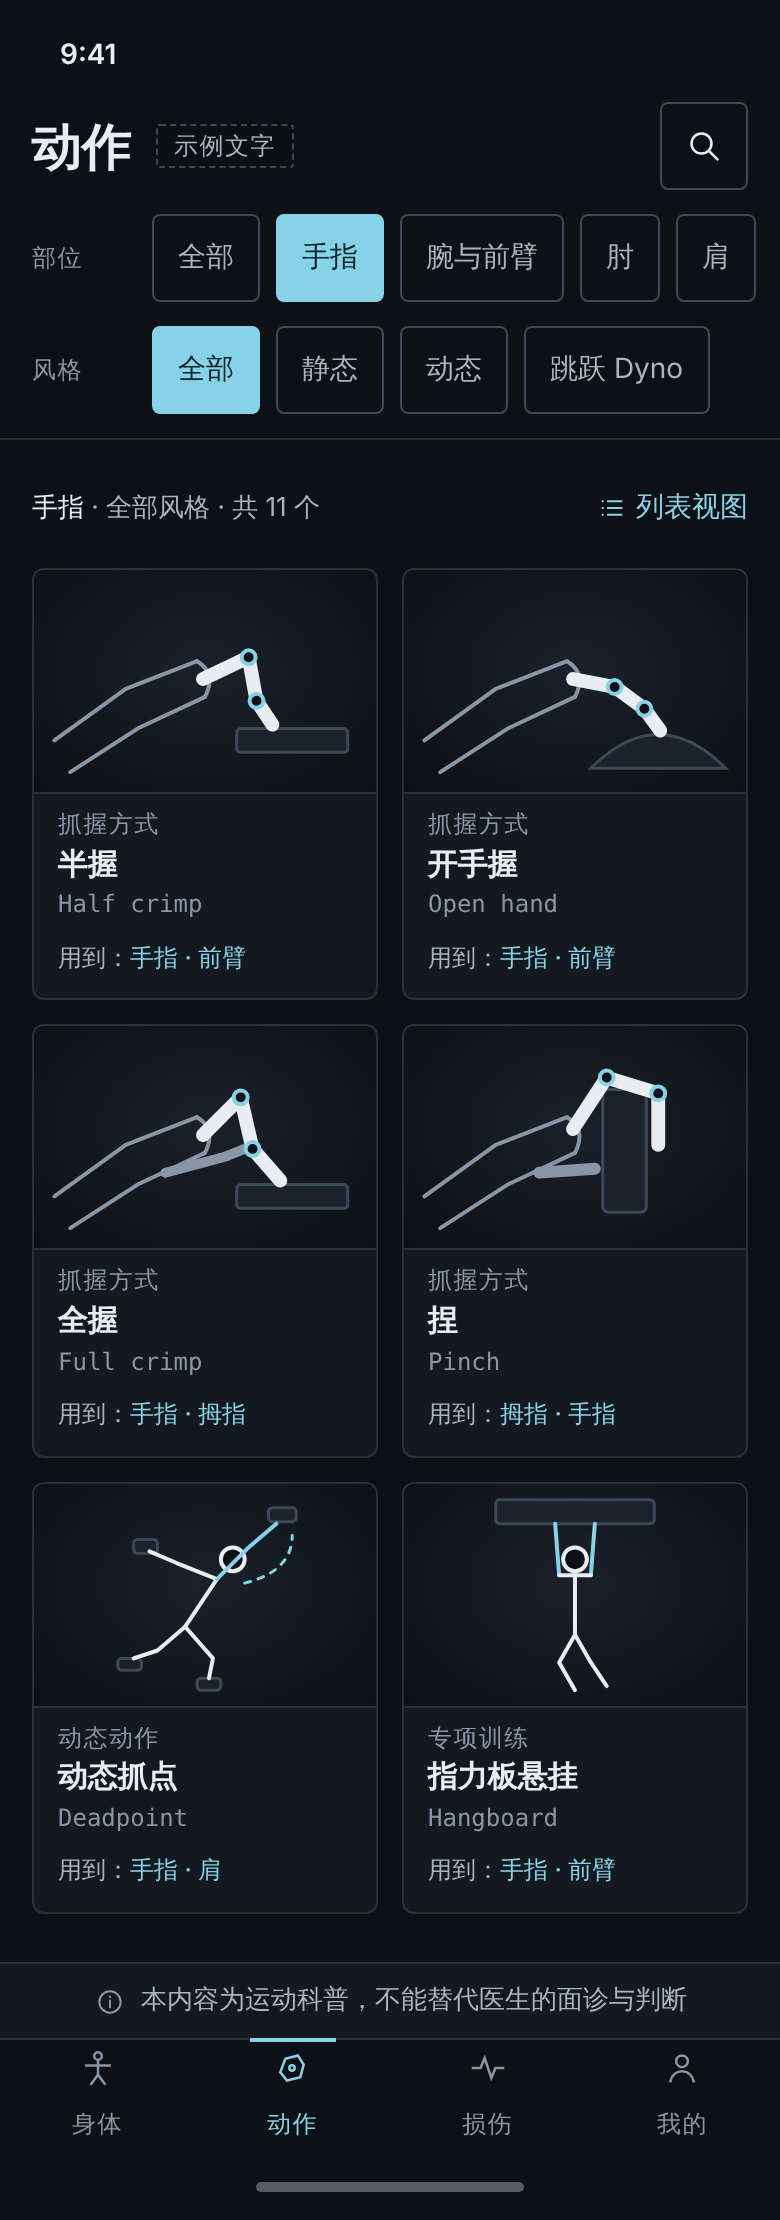 9:41
动作 示例文字
部位 全部 手指 腕与前臂 肘 肩
风格 全部 静态 动态 跳跃 Dyno
手指 · 全部风格 · 共 11 个 列表视图
抓握方式
半握
Half crimp
用到：手指 · 前臂
抓握方式
开手握
Open hand
用到：手指 · 前臂
抓握方式
全握
Full crimp
用到：手指 · 拇指
抓握方式
捏
Pinch
用到：拇指 · 手指
动态动作
动态抓点
Deadpoint
用到：手指 · 肩
专项训练
指力板悬挂
Hangboard
用到：手指 · 前臂
本内容为运动科普，不能替代医生的面诊与判断
身体 动作 损伤 我的